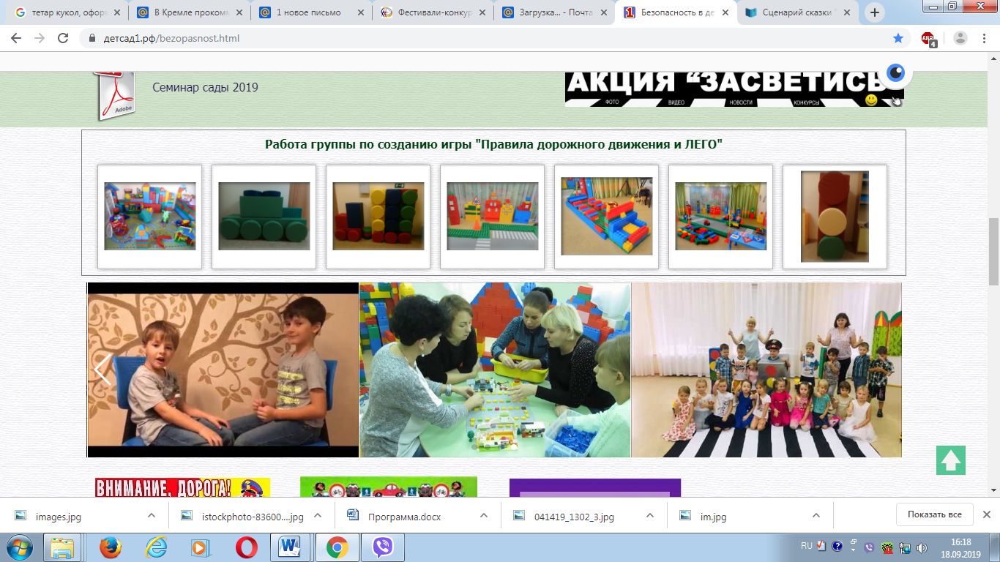 тетар кукол, офор
В Кремле прокомм
1 новое письмо
Фестивали-конкур
Загрузка... - Почта
Безопасность в де
Сценарий сказки
детсад1.рф/bezopasnost.html
ABP
4
Adobe
Семинар сады 2019
АКЦИЯ “ЗАСВЕТИСЬ
ФОТО
ВИДЕО
НОВОСТИ
КОНКУРСЫ
Работа группы по созданию игры "Правила дорожного движения и ЛЕГО"
ВНИМАНИЕ, ДОРОГА!
images.jpg
istockphoto-83600....jpg
Программа.docx
041419_1302_3.jpg
im.jpg
Показать все
RU
16:18
18.09.2019